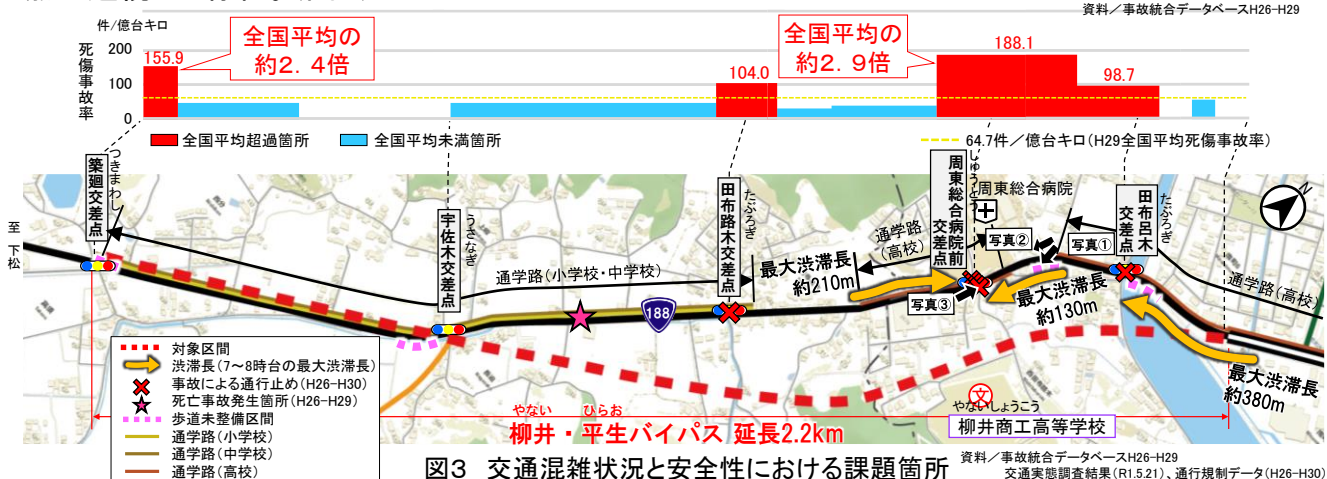 資料／事故統合データベースH26-H29
件/億台キロ
死傷事故率
200
100
0
155.9
全国平均の
約2．4倍
104.0
全国平均の
約2．9倍
188.1
98.7
全国平均超過箇所
全国平均未満箇所
64.7件／億台キロ(H29全国平均死傷事故率)
至 下松
築廻交差点
つきまわし
宇佐木交差点
うさなぎ
田布路木交差点
たぶろぎ
周東総合病院前
交差点
しゅうとう
周東総合病院
田布呂木
交差点
たぶろぎ
N
通学路(小学校・中学校)
通学路
(高校)
通学路(高校)
最大渋滞長
約210m
最大渋滞長
約130m
最大渋滞長
約380m
写真①
写真②
写真③
188
対象区間
渋滞長(7～8時台の最大渋滞長)
事故による通行止め(H26-H30)
死亡事故発生箇所(H26-H29)
歩道未整備区間
通学路(小学校)
通学路(中学校)
通学路(高校)
やない ひらお
柳井・平生バイパス 延長2.2km
文
やないしょうこう
柳井商工高等学校
図3 交通混雑状況と安全性における課題箇所
資料／事故統合データベースH26-H29
交通実態調査結果(R1.5.21)、通行規制データ(H26-H30)